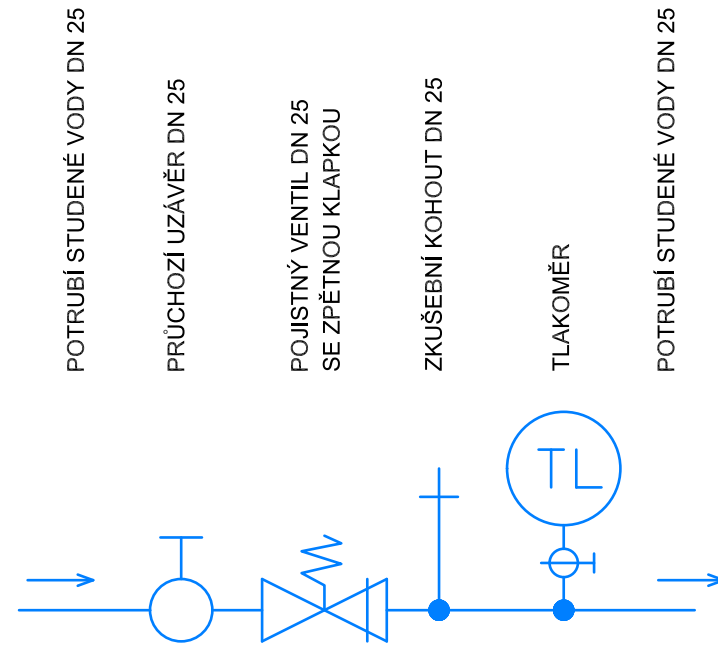 POTRUBÍ STUDENÉ VODY DN 25
PRŮCHOZÍ UZÁVĚR DN 25
POJISTNÝ VENTIL DN 25
SE ZPĚTNOU KLAPKOU
ZKUŠEBNÍ KOHOUT DN 25
TLAKOMĚR
POTRUBÍ STUDENÉ VODY DN 25
TL